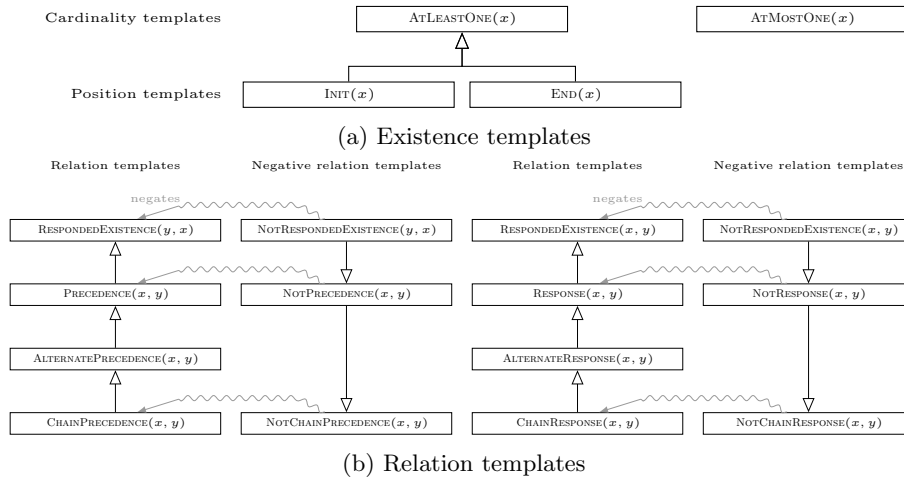 Cardinality templates ATLEASTONE(x) ATMOSTONE(x)
Position templates INIT(x) END(x)
(a) Existence templates
Relation templates Negative relation templates Relation templates Negative relation templates
negates negates
RESPONDEDEXISTENCE(y, x) NOTRESPONDEDEXISTENCE(y, x) RESPONDEDEXISTENCE(x, y) NOTRESPONDEDEXISTENCE(x, y)
PRECEDENCE(x, y) NOTPRECEDENCE(x, y) RESPONSE(x, y) NOTRESPONSE(x, y)
ALTERNATEPRECEDENCE(x, y) ALTERNATERESPONSE(x, y)
CHAINPRECEDENCE(x, y) NOTCHAINPRECEDENCE(x, y) CHAINRESPONSE(x, y) NOTCHAINRESPONSE(x, y)
(b) Relation templates